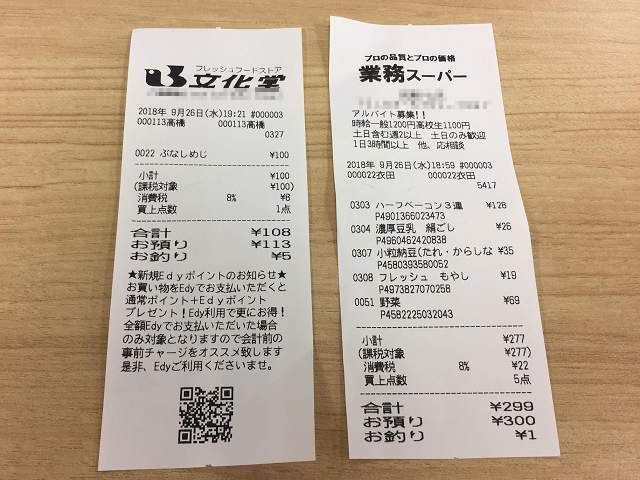 フレッシュフードストア
文化堂
2018年 9月26日(水)19:21 #000003
000113高橋 000113高橋
0327
0022 ぶなしめじ ¥100
小計 ¥100
(課税対象 ¥100)
消費税 8% ¥8
買上点数 1点
合計 ¥108
お預り ¥113
お釣り ¥5
★新規Edyポイントのお知らせ★
お買い物をEdyでお支払いただくと
通常ポイント+Edyポイント
プレゼント!Edy利用で更にお得!
全額Edyでお支払いただいた場合
のみ対象となりますので会計前の
事前チャージをオススメ致します
是非、Edyご利用くださいませ。
プロの品質とプロの価格
業務スーパー
アルバイト募集!!
時給一般1200円高校生1100円
土日含む週2以上 土日のみ歓迎
1日3時間以上 他、応相談
2018年 9月26日(水)18:59 #000003
000022衣田 000022衣田
5417
0303 ハーフベーコン3連 ¥128
P4901366023473
0304 濃厚豆乳 絹ごし ¥26
P4960462420838
0307 小粒納豆(たれ・からしな ¥35
P4580393580052
0308 フレッシュ もやし ¥19
P4973827070258
0051 野菜 ¥69
P4582225032043
小計 ¥277
(課税対象 ¥277)
消費税 8% ¥22
買上点数 5点
合計 ¥299
お預り ¥300
お釣り ¥1